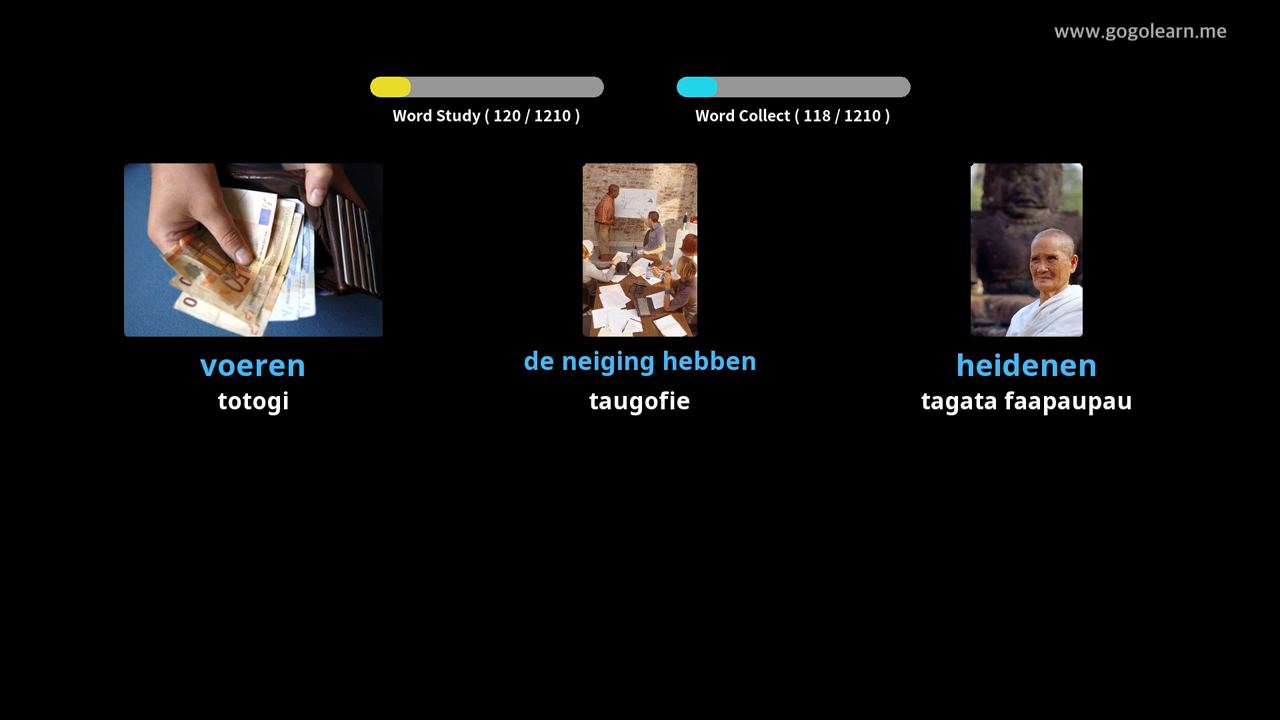 www.gogolearn.me
Word Study ( 120 / 1210 )
Word Collect ( 118 / 1210 )
voeren
totogi
de neiging hebben
taugofie
heidenen
tagata faapaupau